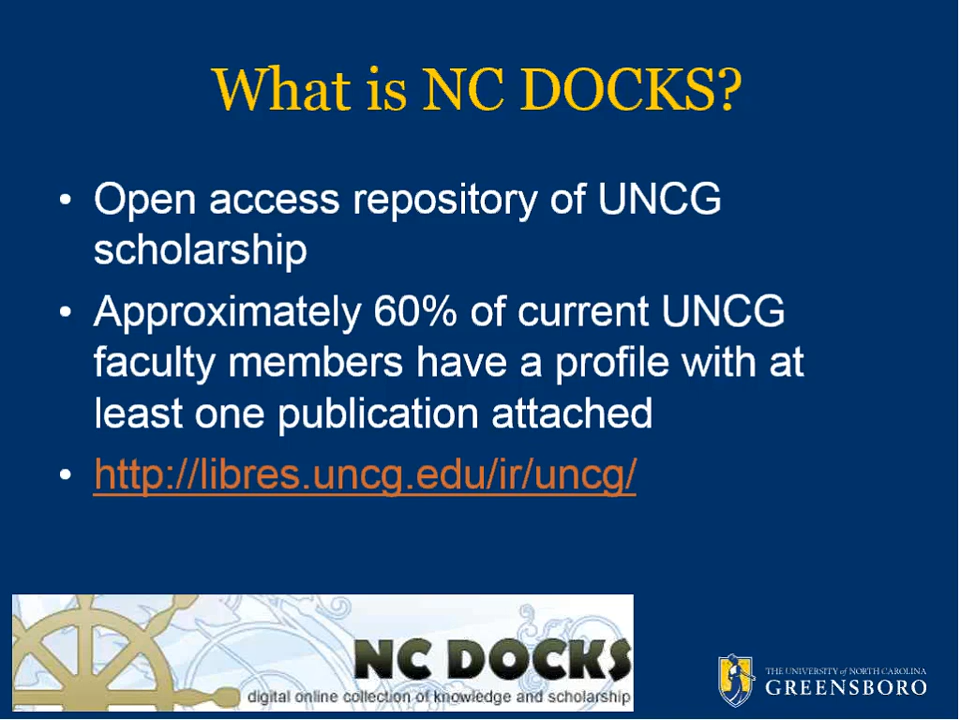 What is NC DOCKS?
• Open access repository of UNCG
scholarship
• Approximately 60% of current UNCG
faculty members have a profile with at
least one publication attached
• http://libres.uncg.edu/ir/uncg/
NC DOCKS
digital online collection of knowledge and scholarship
THE UNIVERSITY of NORTH CAROLINA
GREENSBORO